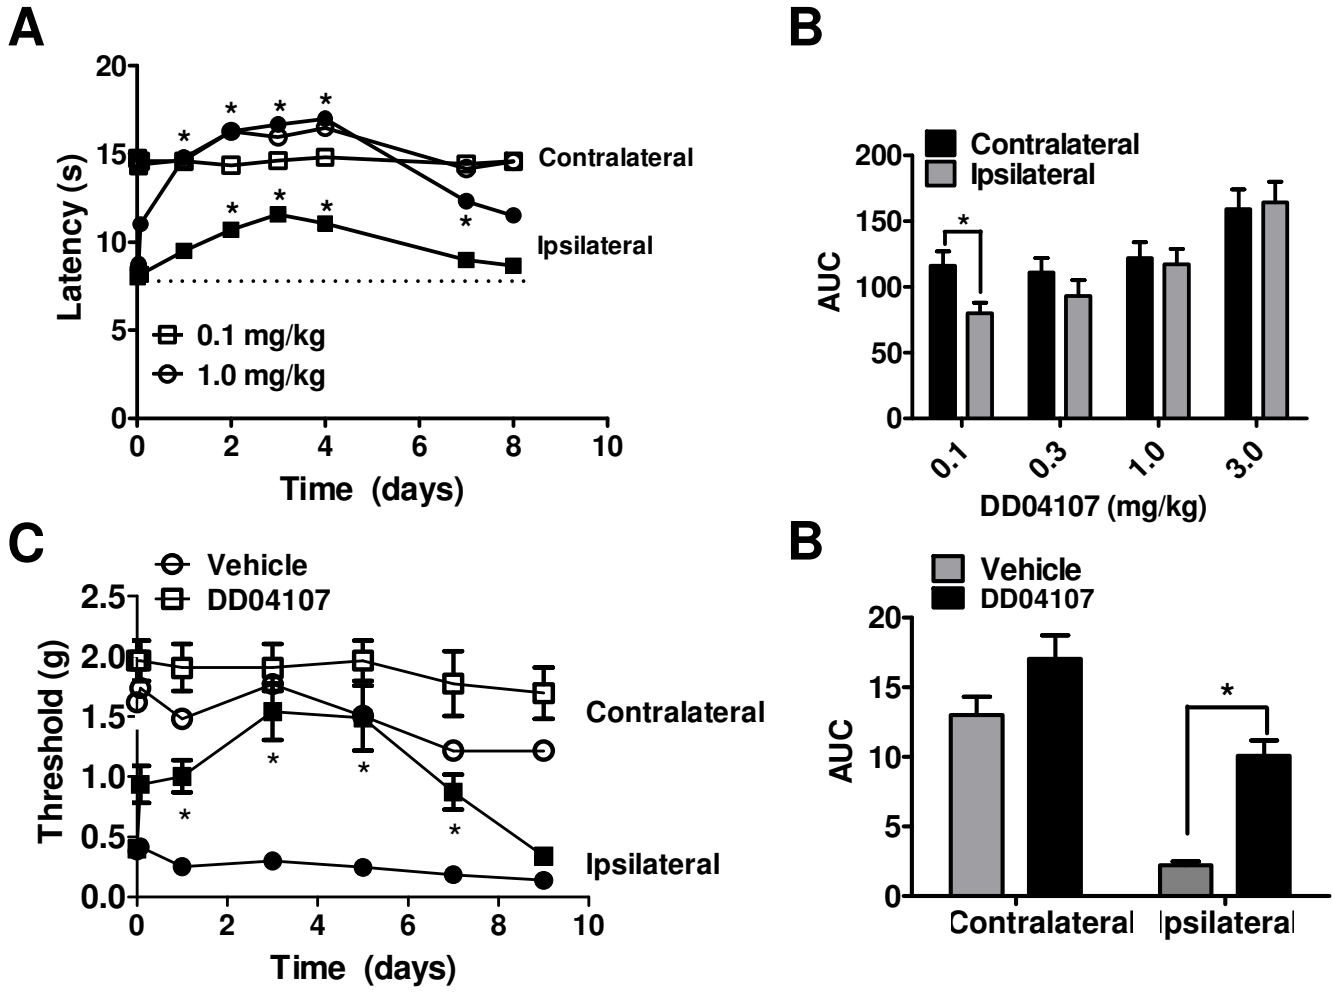 A
20
15
10
5
0
Latency (s)
* * * *
* * * *
Contralateral
Ipsilateral
0.1 mg/kg
1.0 mg/kg
0 2 4 6 8 10
Time (days)
B
Contralateral
Ipsilateral
200
150
100
50
0
AUC
*
0.1 0.3 1.0 3.0
DD04107 (mg/kg)
C
Vehicle
DD04107
2.5
2.0
1.5
1.0
0.5
0.0
Threshold (g)
* * * *
Contralateral
Ipsilateral
0 2 4 6 8 10
Time (days)
B
Vehicle
DD04107
20
15
10
5
0
AUC
*
Contralateral Ipsilateral